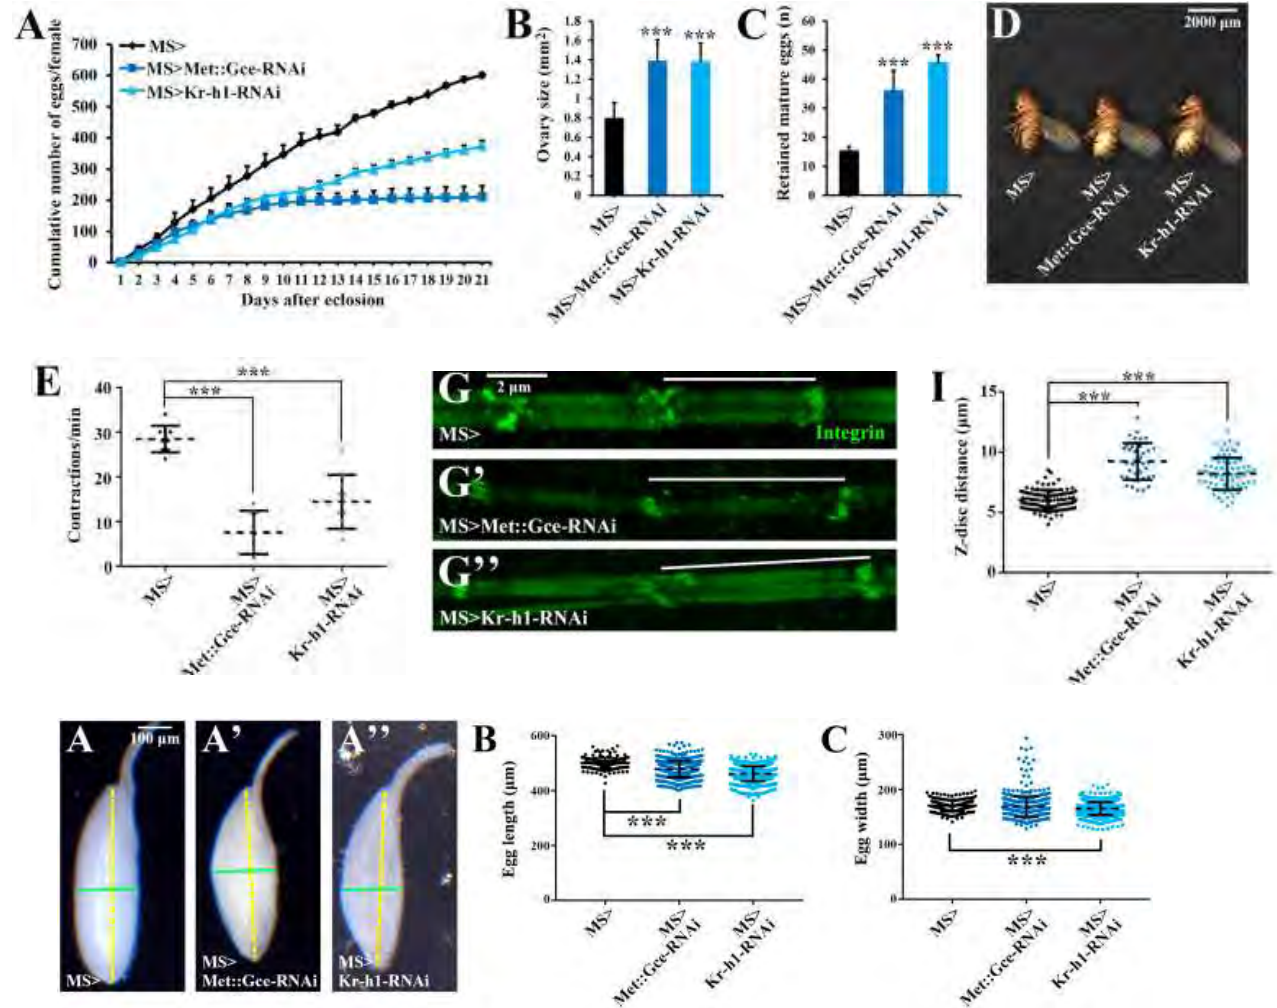 A
Cumulative number of eggs/female
700
600
500
400
300
200
100
0
MS>
MS>Met::Gce-RNAi
MS>Kr-h1-RNAi
1 2 3 4 5 6 7 8 9 10 11 12 13 14 15 16 17 18 19 20 21
Days after eclosion
B
Ovary size (mm²)
1.8
1.6
1.4
1.2
1
0.8
0.6
0.4
0.2
0
*** ***
MS>
MS>Met::Gce-RNAi
MS>Kr-h1-RNAi
C
Retained mature eggs (n)
60
50
40
30
20
10
0
***
***
MS>
MS>Met::Gce-RNAi
MS>Kr-h1-RNAi
D
2000 µm
MS>
MS>
Met::Gce-RNAi
MS>
Kr-h1-RNAi
E
Contractions/min
40
30
20
10
0
***
***
MS>
MS>
Met::Gce-RNAi
MS>
Kr-h1-RNAi
G
2 µm
MS>
Integrin
G’
MS>Met::Gce-RNAi
G’’
MS>Kr-h1-RNAi
I
Z-disc distance (µm)
15
10
5
0
***
***
MS>
MS>
Met::Gce-RNAi
MS>
Kr-h1-RNAi
A
100 µm
MS>
A’
MS>
Met::Gce-RNAi
A’’
MS>
Kr-h1-RNAi
B
Egg length (µm)
600
400
200
0
***
***
MS>
MS>
Met::Gce-RNAi
MS>
Kr-h1-RNAi
C
Egg width (µm)
300
200
100
0
***
MS>
MS>
Met::Gce-RNAi
MS>
Kr-h1-RNAi